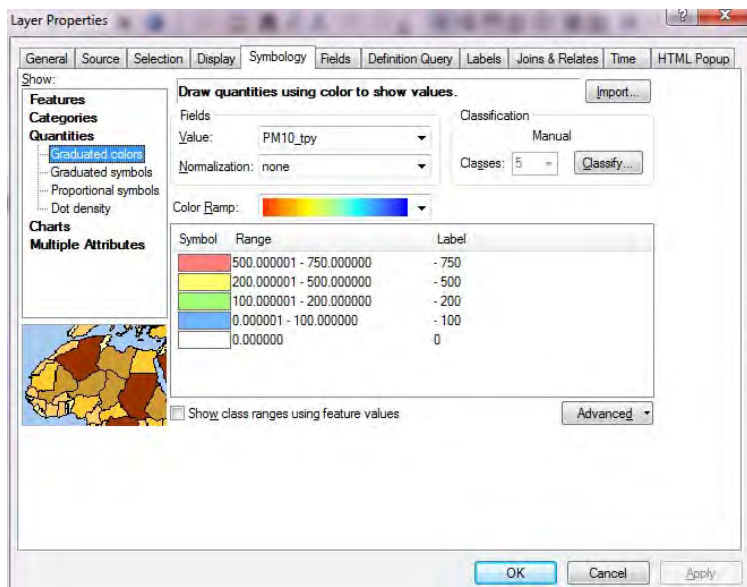 Layer Properties
?
X
General Source Selection Display Symbology Fields Definition Query Labels Joins & Relates Time HTML Popup
Show:
Features
Categories
Quantities
Graduated colors
Graduated symbols
Proportional symbols
Dot density
Charts
Multiple Attributes
Draw quantities using color to show values.
Import...
Fields
Value: PM10_tpy
Normalization: none
Classification
Manual
Classes: 5 Classify...
Color Ramp:
Symbol Range Label
500.000001 - 750.000000 - 750
200.000001 - 500.000000 - 500
100.000001 - 200.000000 - 200
0.000001 - 100.000000 - 100
0.000000 0
Show class ranges using feature values
Advanced
OK Cancel Apply